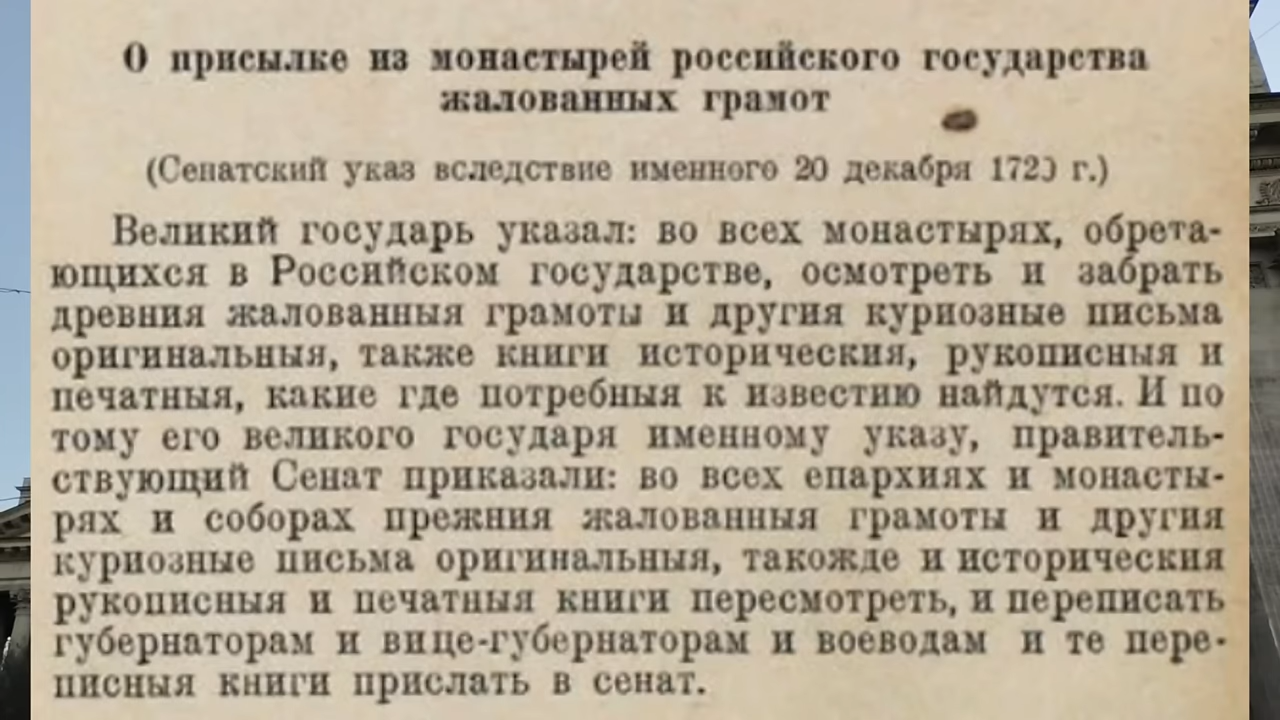 О присылке из монастырей российского государства
жалованных грамот
(Сенатский указ вследствие именного 20 декабря 1720 г.)
Великий государь указал: во всех монастырях, обрета-
ющихся в Российском государстве, осмотреть и забрать
древния жалованныя грамоты и другия куриозные письма
оригинальныя, также книги историческия, рукописныя и
печатныя, какие где потребныя к известию найдутся. И по
тому его великого государя именному указу, правитель-
ствующий Сенат приказали: во всех епархиях и монасты-
рях и соборах прежния жалованныя грамоты и другия
куриозные письма оригинальныя, такожде и историческия
рукописныя и печатныя книги пересмотреть, и переписать
губернаторам и вице-губернаторам и воеводам и те пере-
писныя книги прислать в сенат.